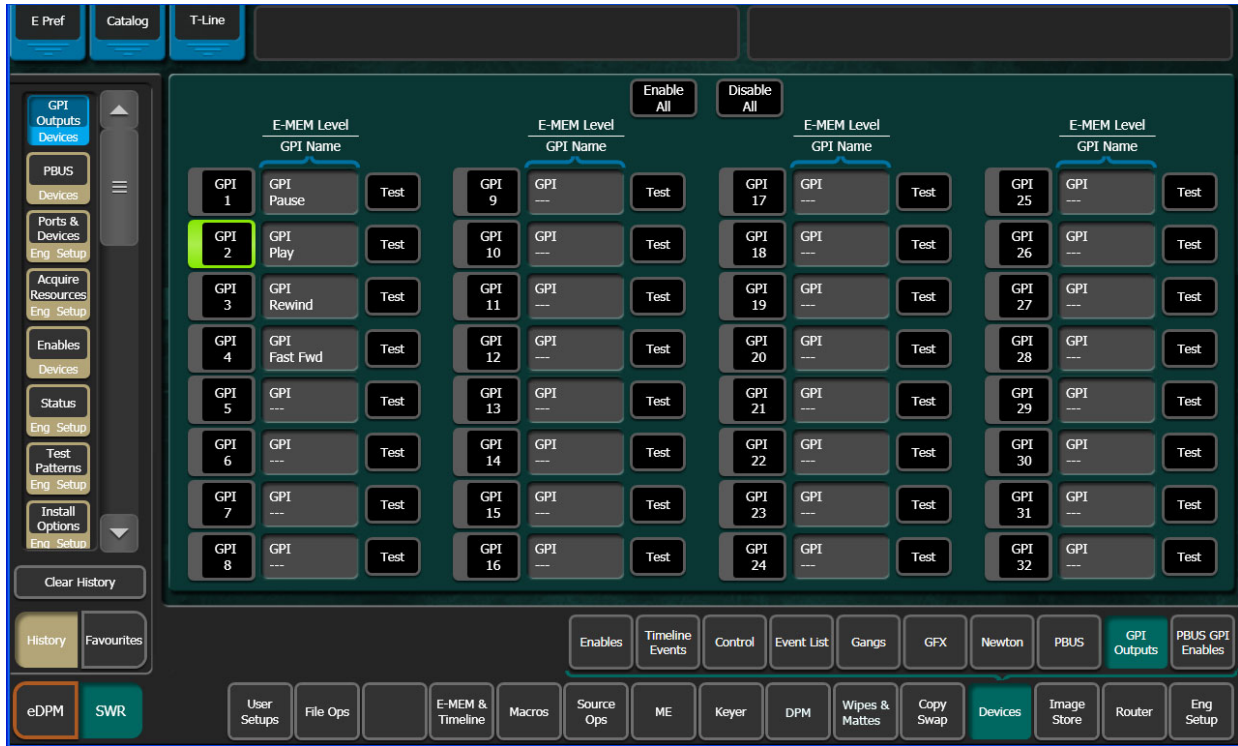 E Pref
Catalog
T-Line
GPI
Outputs
Devices
PBUS
Devices
Ports &
Devices
Eng Setup
Acquire
Resources
Eng Setup
Enables
Devices
Status
Eng Setup
Test
Patterns
Eng Setup
Install
Options
Eng Setup
Clear History
History
Favourites
eDPM
SWR
Enable
All
Disable
All
E-MEM Level
GPI Name
GPI
1
GPI
Pause
Test
GPI
2
GPI
Play
Test
GPI
3
GPI
Rewind
Test
GPI
4
GPI
Fast Fwd
Test
GPI
5
GPI
---
Test
GPI
6
GPI
---
Test
GPI
7
GPI
---
Test
GPI
8
GPI
---
Test
E-MEM Level
GPI Name
GPI
9
GPI
---
Test
GPI
10
GPI
---
Test
GPI
11
GPI
---
Test
GPI
12
GPI
---
Test
GPI
13
GPI
---
Test
GPI
14
GPI
---
Test
GPI
15
GPI
---
Test
GPI
16
GPI
---
Test
E-MEM Level
GPI Name
GPI
17
GPI
---
Test
GPI
18
GPI
---
Test
GPI
19
GPI
---
Test
GPI
20
GPI
---
Test
GPI
21
GPI
---
Test
GPI
22
GPI
---
Test
GPI
23
GPI
---
Test
GPI
24
GPI
---
Test
E-MEM Level
GPI Name
GPI
25
GPI
---
Test
GPI
26
GPI
---
Test
GPI
27
GPI
---
Test
GPI
28
GPI
---
Test
GPI
29
GPI
---
Test
GPI
30
GPI
---
Test
GPI
31
GPI
---
Test
GPI
32
GPI
---
Test
Enables
Timeline
Events
Control
Event List
Gangs
GFX
Newton
PBUS
GPI
Outputs
PBUS GPI
Enables
User
Setups
File Ops
E-MEM &
Timeline
Macros
Source
Ops
ME
Keyer
DPM
Wipes &
Mattes
Copy
Swap
Devices
Image
Store
Router
Eng
Setup